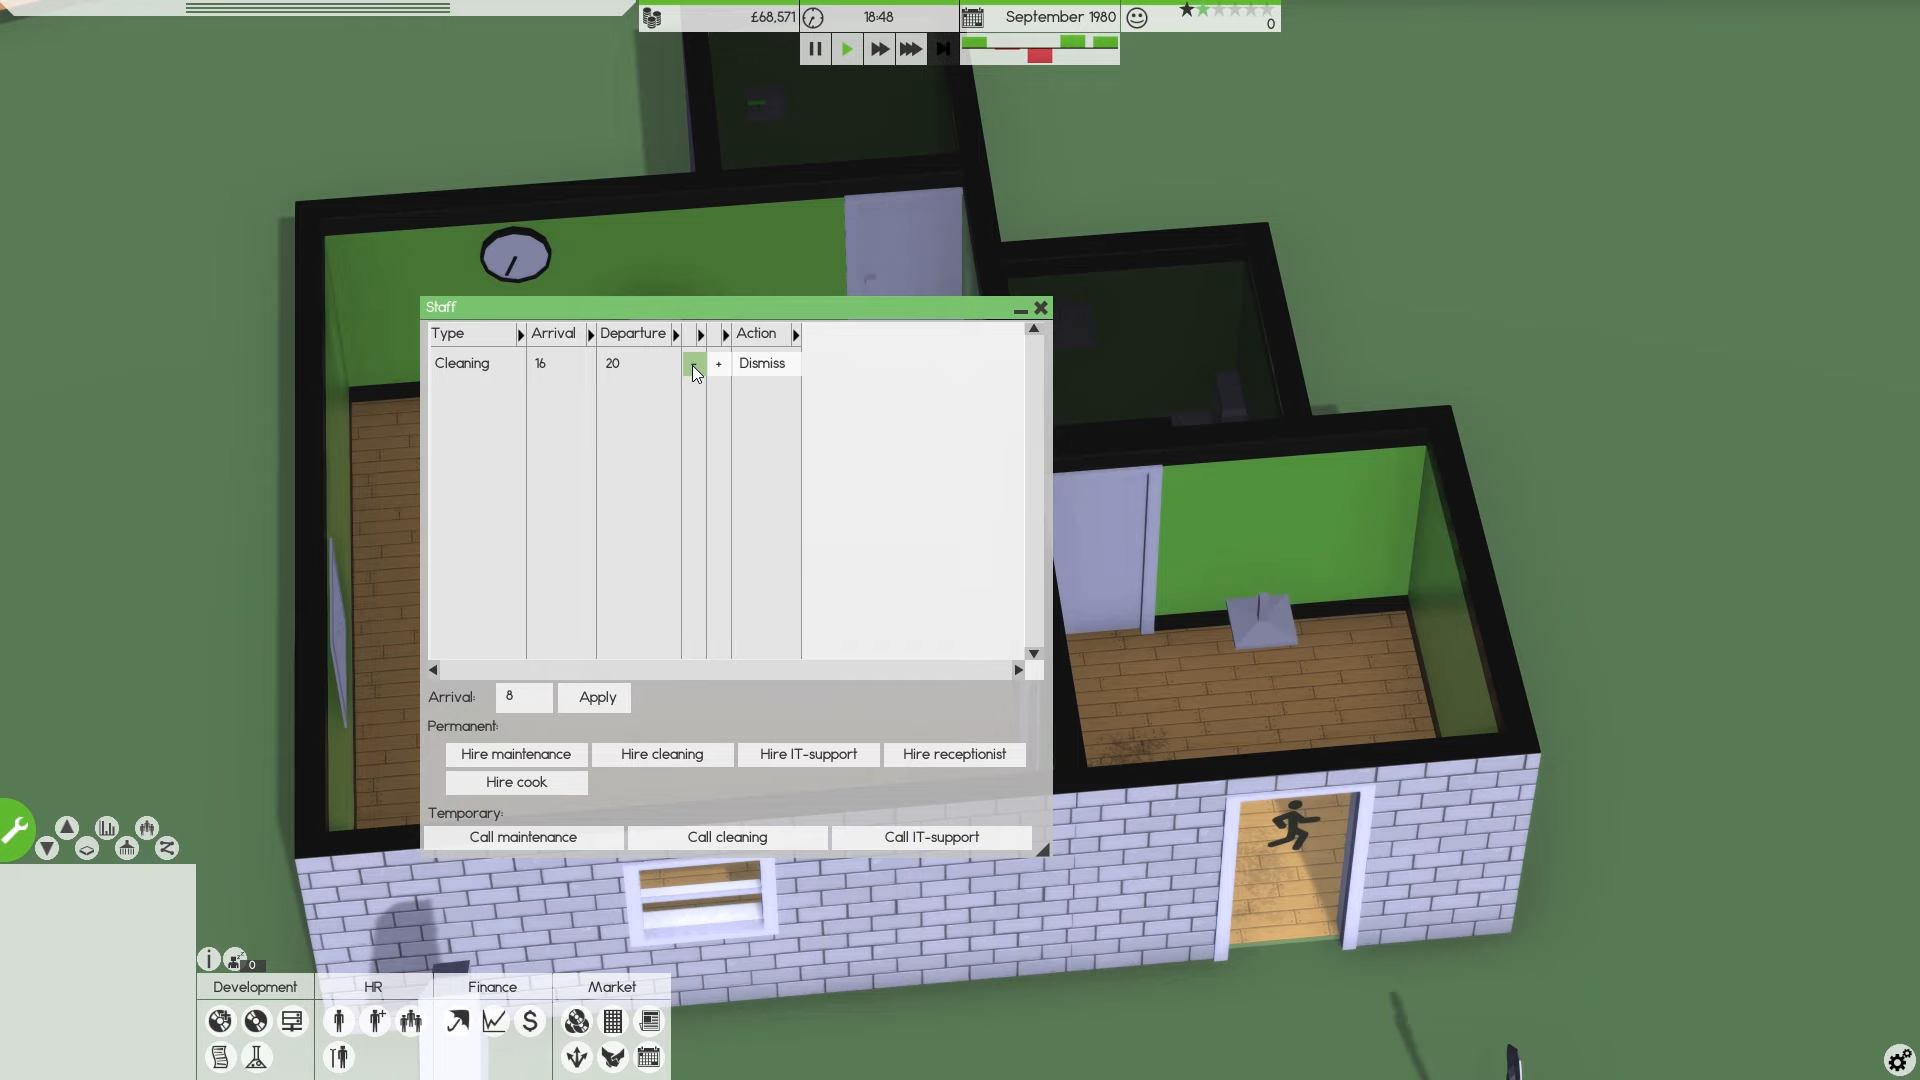 £68,571
18:48
September 1980
0
Staff
Type Arrival Departure Action
Cleaning 16 20 - + Dismiss
Arrival: 8 Apply
Permanent:
Hire maintenance Hire cleaning Hire IT-support Hire receptionist
Hire cook
Temporary:
Call maintenance Call cleaning Call IT-support
0
Development HR Finance Market